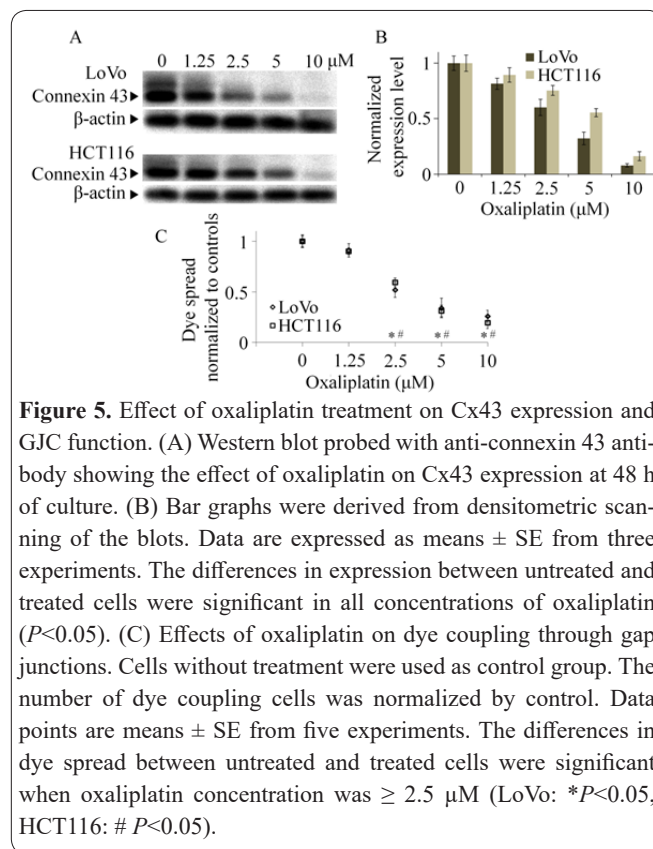 A
0 1.25 2.5 5 10 μM
LoVo
Connexin 43
β-actin
HCT116
Connexin 43
β-actin
B
Normalized
expression level
1
0.5
0
LoVo
HCT116
0 1.25 2.5 5 10
Oxaliplatin (μM)
C
Dye spread
normalized to controls
1
0.5
0
LoVo
HCT116
*# *# *#
0 1.25 2.5 5 10
Oxaliplatin (μM)
Figure 5. Effect of oxaliplatin treatment on Cx43 expression and
GJC function. (A) Western blot probed with anti-connexin 43 anti-
body showing the effect of oxaliplatin on Cx43 expression at 48 h
of culture. (B) Bar graphs were derived from densitometric scan-
ning of the blots. Data are expressed as means ± SE from three
experiments. The differences in expression between untreated and
treated cells were significant in all concentrations of oxaliplatin
(P<0.05). (C) Effects of oxaliplatin on dye coupling through gap
junctions. Cells without treatment were used as control group. The
number of dye coupling cells was normalized by control. Data
points are means ± SE from five experiments. The differences in
dye spread between untreated and treated cells were significant
when oxaliplatin concentration was ≥ 2.5 μM (LoVo: *P<0.05,
HCT116: # P<0.05).